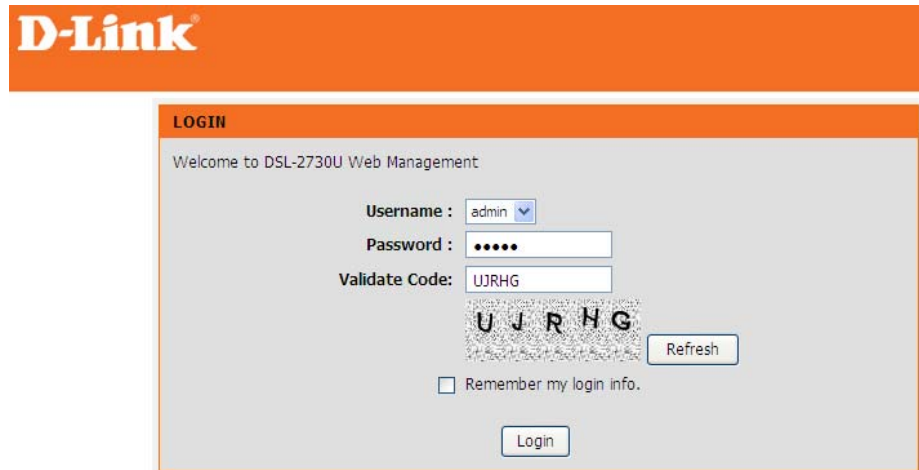 D-Link
LOGIN
Welcome to DSL-2730U Web Management
Username : admin
Password : •••••
Validate Code: UJRHG
U J R H G
Refresh
Remember my login info.
Login